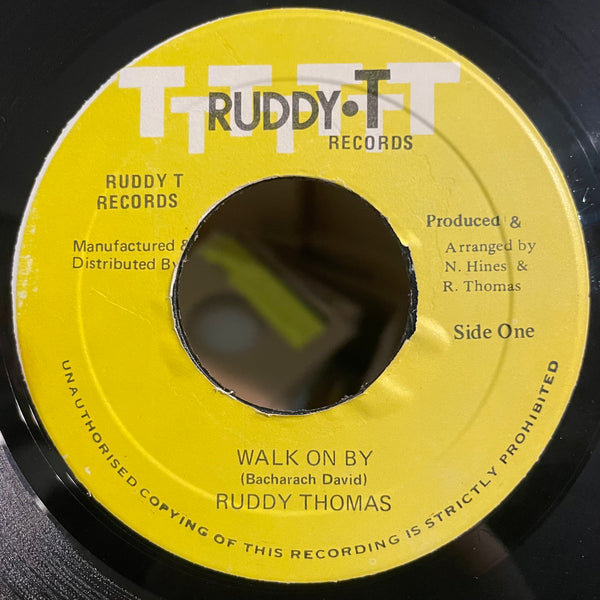 RUDDY•T
RECORDS
RUDDY T
RECORDS
Manufactured &
Distributed By
Produced &
Arranged by
N. Hines &
R. Thomas
Side One
WALK ON BY
(Bacharach David)
RUDDY THOMAS
UNAUTHORISED COPYING OF THIS RECORDING IS STRICTLY PROHIBITED